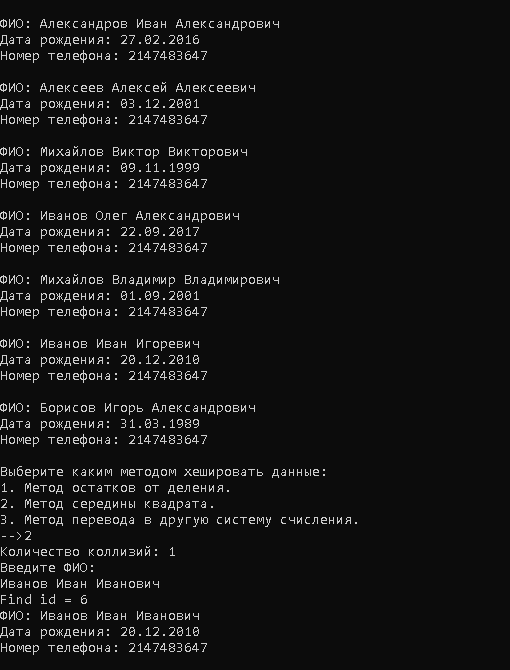 ФИО: Александров Иван Александрович
Дата рождения: 27.02.2016
Номер телефона: 2147483647
ФИО: Алексеев Алексей Алексеевич
Дата рождения: 03.12.2001
Номер телефона: 2147483647
ФИО: Михайлов Виктор Викторович
Дата рождения: 09.11.1999
Номер телефона: 2147483647
ФИО: Иванов Олег Александрович
Дата рождения: 22.09.2017
Номер телефона: 2147483647
ФИО: Михайлов Владимир Владимирович
Дата рождения: 01.09.2001
Номер телефона: 2147483647
ФИО: Иванов Иван Игоревич
Дата рождения: 20.12.2010
Номер телефона: 2147483647
ФИО: Борисов Игорь Александрович
Дата рождения: 31.03.1989
Номер телефона: 2147483647
Выберите каким методом хешировать данные:
1. Метод остатков от деления.
2. Метод середины квадрата.
3. Метод перевода в другую систему счисления.
-->2
Количество коллизий: 1
Введите ФИО:
Иванов Иван Иванович
Find id = 6
ФИО: Иванов Иван Иванович
Дата рождения: 20.12.2010
Номер телефона: 2147483647